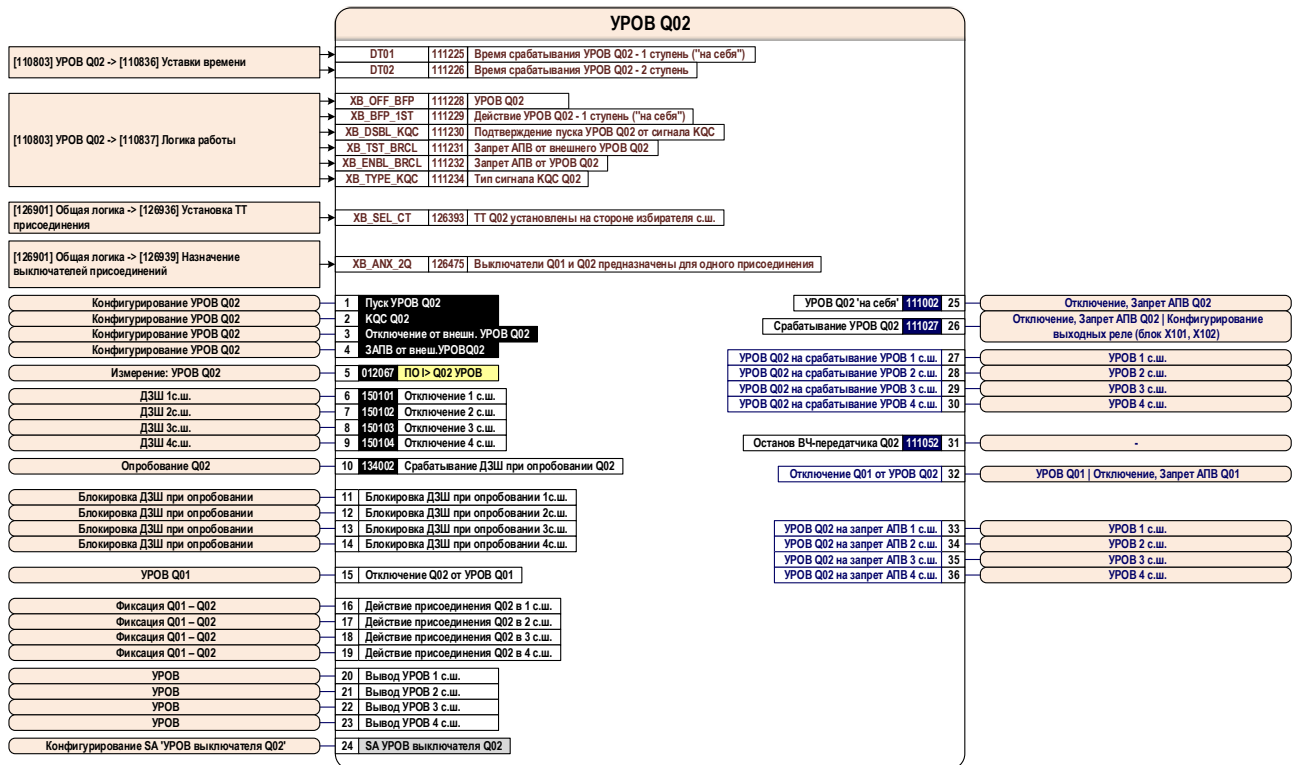 УРОВ Q02
[110803] УРОВ Q02 -> [110836] Уставки времени
DT01 111225 Время срабатывания УРОВ Q02 - 1 ступень ("на себя")
DT02 111226 Время срабатывания УРОВ Q02 - 2 ступень
[110803] УРОВ Q02 -> [110837] Логика работы
XB_OFF_BFP 111228 УРОВ Q02
XB_BFP_1ST 111229 Действие УРОВ Q02 - 1 ступень ("на себя")
XB_DSBL_KQC 111230 Подтверждение пуска УРОВ Q02 от сигнала KQC
XB_TST_BRCL 111231 Запрет АПВ от внешнего УРОВ Q02
XB_ENBL_BRCL 111232 Запрет АПВ от УРОВ Q02
XB_TYPE_KQC 111234 Тип сигнала KQC Q02
[126901] Общая логика -> [126936] Установка ТТ
присоединения
XB_SEL_CT 126393 ТТ Q02 установлены на стороне избирателя с.ш.
[126901] Общая логика -> [126939] Назначение
выключателей присоединений
XB_ANX_2Q 126475 Выключатели Q01 и Q02 предназначены для одного присоединения
Конфигурирование УРОВ Q02 1 Пуск УРОВ Q02
Конфигурирование УРОВ Q02 2 KQC Q02
Конфигурирование УРОВ Q02 3 Отключение от внешн. УРОВ Q02
Конфигурирование УРОВ Q02 4 ЗАПВ от внеш.УРОВQ02
Измерение: УРОВ Q02 5 012067 ПО I> Q02 УРОВ
ДЗШ 1с.ш. 6 150101 Отключение 1 с.ш.
ДЗШ 2с.ш. 7 150102 Отключение 2 с.ш.
ДЗШ 3с.ш. 8 150103 Отключение 3 с.ш.
ДЗШ 4с.ш. 9 150104 Отключение 4 с.ш.
Опробование Q02 10 134002 Срабатывание ДЗШ при опробовании Q02
Блокировка ДЗШ при опробовании 11 Блокировка ДЗШ при опробовании 1с.ш.
Блокировка ДЗШ при опробовании 12 Блокировка ДЗШ при опробовании 2с.ш.
Блокировка ДЗШ при опробовании 13 Блокировка ДЗШ при опробовании 3с.ш.
Блокировка ДЗШ при опробовании 14 Блокировка ДЗШ при опробовании 4с.ш.
УРОВ Q01 15 Отключение Q02 от УРОВ Q01
Фиксация Q01 – Q02 16 Действие присоединения Q02 в 1 с.ш.
Фиксация Q01 – Q02 17 Действие присоединения Q02 в 2 с.ш.
Фиксация Q01 – Q02 18 Действие присоединения Q02 в 3 с.ш.
Фиксация Q01 – Q02 19 Действие присоединения Q02 в 4 с.ш.
УРОВ 20 Вывод УРОВ 1 с.ш.
УРОВ 21 Вывод УРОВ 2 с.ш.
УРОВ 22 Вывод УРОВ 3 с.ш.
УРОВ 23 Вывод УРОВ 4 с.ш.
Конфигурирование SA 'УРОВ выключателя Q02' 24 SA УРОВ выключателя Q02
УРОВ Q02 'на себя' 111002 25 Отключение, Запрет АПВ Q02
Срабатывание УРОВ Q02 111027 26 Отключение, Запрет АПВ Q02 | Конфигурирование
выходных реле (блок X101, X102)
УРОВ Q02 на срабатывание УРОВ 1 с.ш. 27 УРОВ 1 с.ш.
УРОВ Q02 на срабатывание УРОВ 2 с.ш. 28 УРОВ 2 с.ш.
УРОВ Q02 на срабатывание УРОВ 3 с.ш. 29 УРОВ 3 с.ш.
УРОВ Q02 на срабатывание УРОВ 4 с.ш. 30 УРОВ 4 с.ш.
Останов ВЧ-передатчика Q02 111052 31 -
Отключение Q01 от УРОВ Q02 32 УРОВ Q01 | Отключение, Запрет АПВ Q01
УРОВ Q02 на запрет АПВ 1 с.ш. 33 УРОВ 1 с.ш.
УРОВ Q02 на запрет АПВ 2 с.ш. 34 УРОВ 2 с.ш.
УРОВ Q02 на запрет АПВ 3 с.ш. 35 УРОВ 3 с.ш.
УРОВ Q02 на запрет АПВ 4 с.ш. 36 УРОВ 4 с.ш.